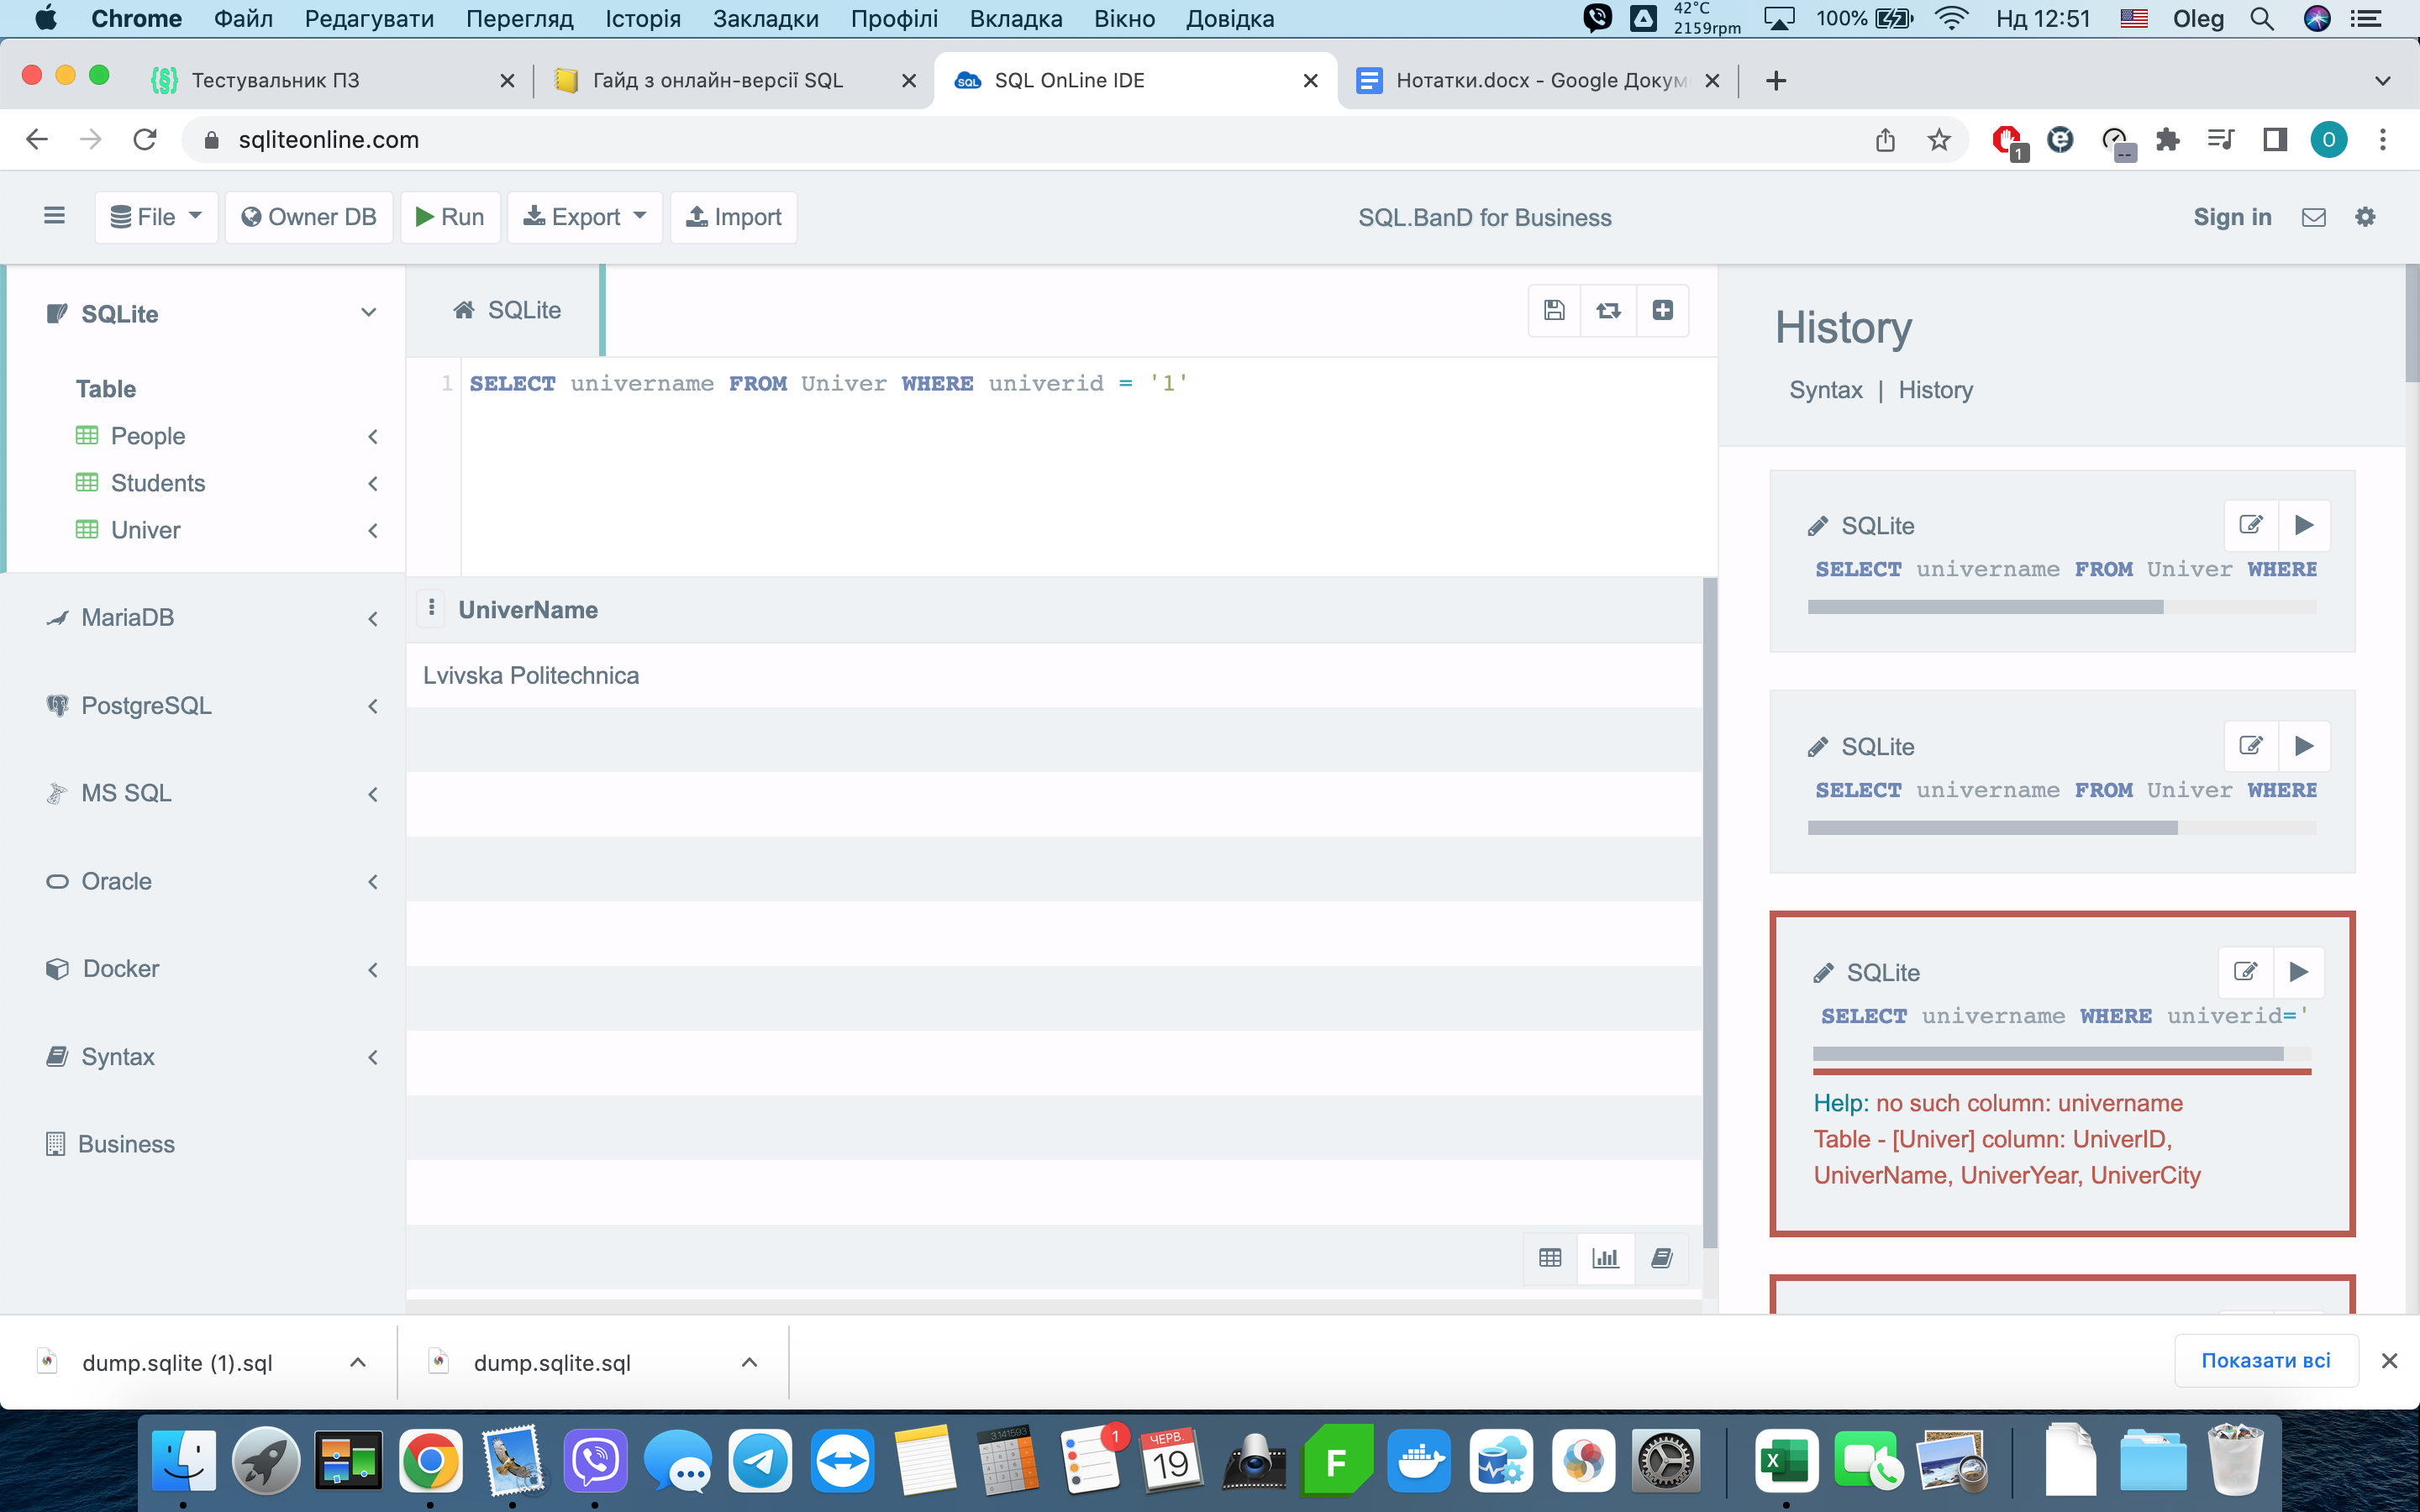 Chrome Файл Редагувати Перегляд Історія Закладки Профілі Вкладка Вікно Довідка 42°C 2159rpm 100% Нд 12:51 Oleg
Тестувальник ПЗ
Гайд з онлайн-версії SQL
SQL OnLine IDE
Нотатки.docx - Google Докум
sqliteonline.com
1
--
O
File Owner DB Run Export Import SQL.BanD for Business Sign in
SQLite
Table
People
Students
Univer
MariaDB
PostgreSQL
MS SQL
Oracle
Docker
Syntax
Business
SQLite
1 SELECT univername FROM Univer WHERE univerid = '1'
UniverName
Lvivska Politechnica
History
Syntax | History
SQLite
SELECT univername FROM Univer WHERE
SQLite
SELECT univername FROM Univer WHERE
SQLite
SELECT univername WHERE univerid='
Help: no such column: univername
Table - [Univer] column: UniverID,
UniverName, UniverYear, UniverCity
dump.sqlite (1).sql
dump.sqlite.sql
Показати всі
3,141593
1
ЧЕРВ.
19
F
X